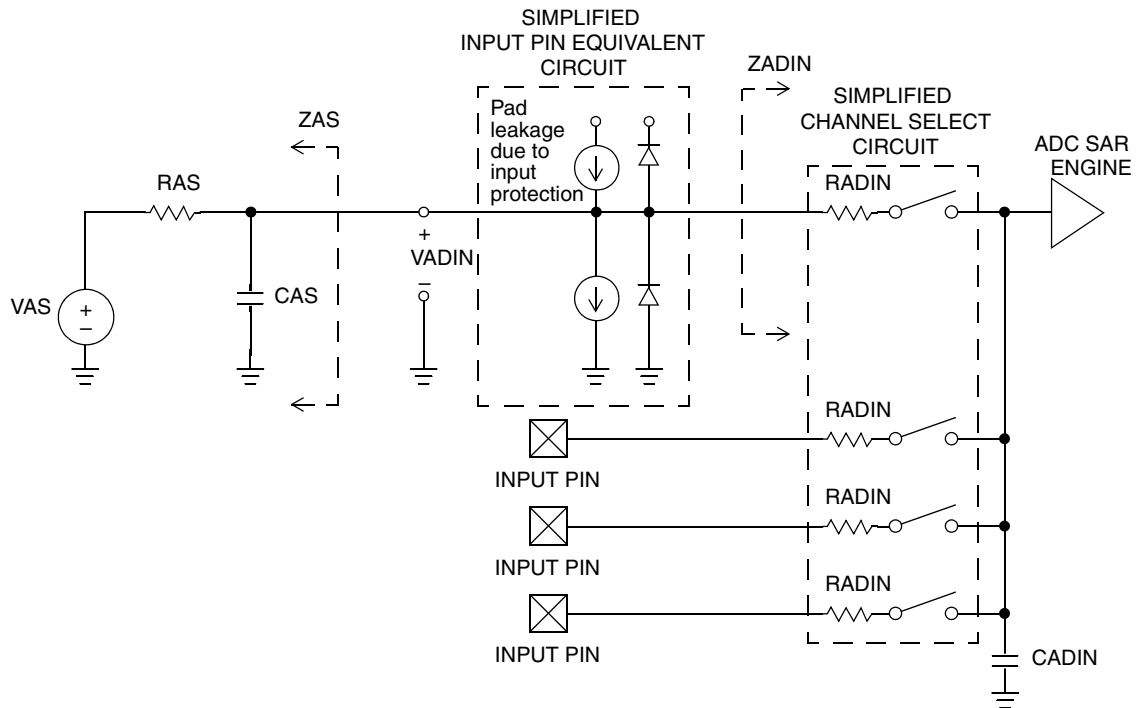 SIMPLIFIED
INPUT PIN EQUIVALENT
CIRCUIT
ZADIN
SIMPLIFIED
CHANNEL SELECT
CIRCUIT
ADC SAR
ENGINE
ZAS
Pad
leakage
due to
input
protection
RAS
RADIN
+
VADIN
–
VAS
+
–
CAS
RADIN
INPUT PIN
RADIN
INPUT PIN
RADIN
INPUT PIN
CADIN